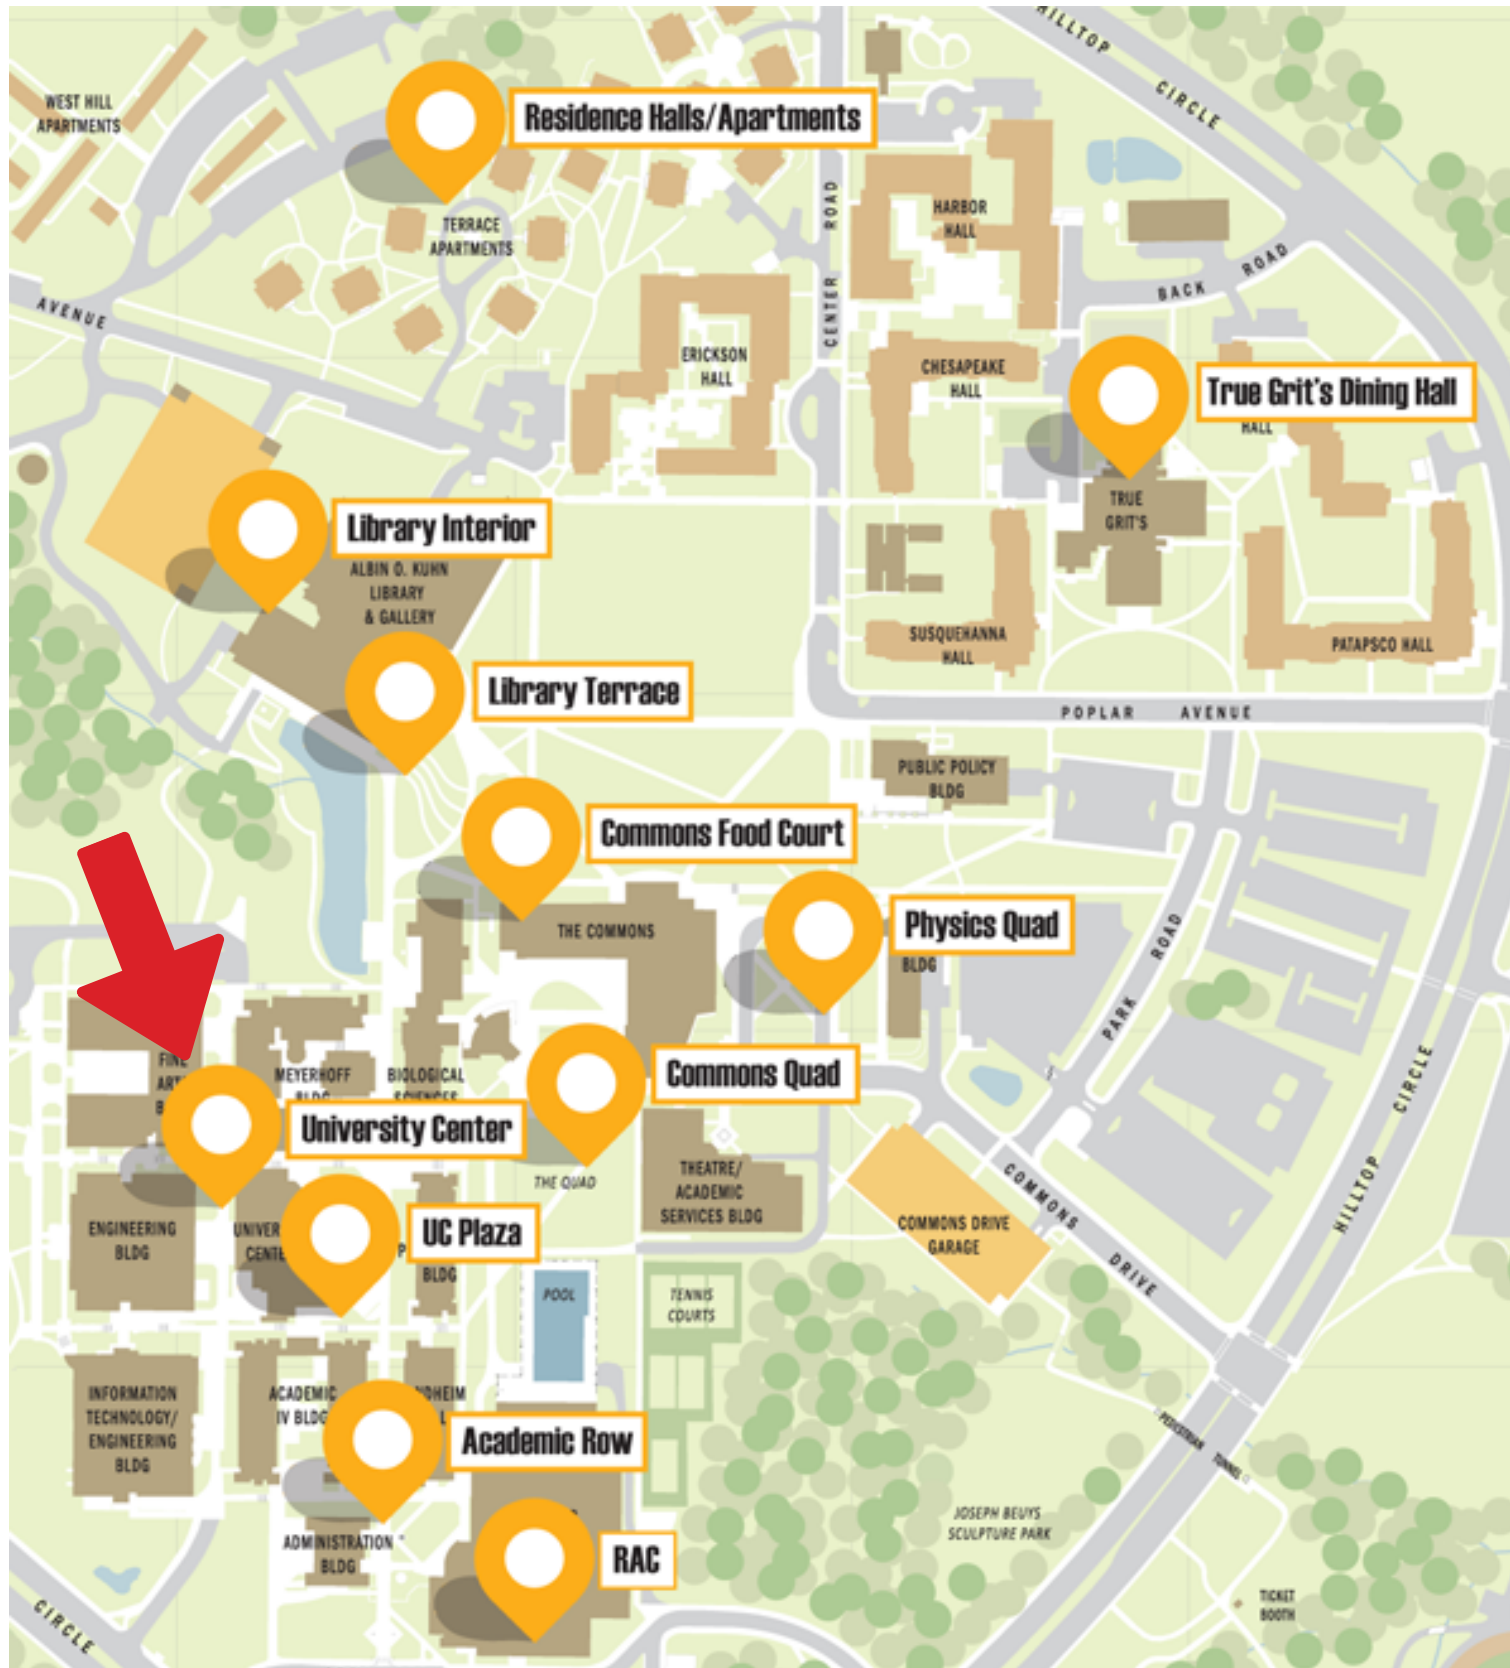 HILLTOP CIRCLE
WEST HILL
APARTMENTS
Residence Halls/Apartments
CENTER ROAD
HARBOR
HALL
TERRACE
APARTMENTS
BACK ROAD
AVENUE
ERICKSON
HALL
CHESAPEAKE
HALL
True Grit's Dining Hall
HALL
TRUE
GRIT'S
Library Interior
ALBIN O. KUHN
LIBRARY
& GALLERY
SUSQUEHANNA
HALL
PATAPSCO HALL
Library Terrace
POPLAR AVENUE
PUBLIC POLICY
BLDG
Commons Food Court
THE COMMONS
Physics Quad
BLDG
PARK ROAD
FINE
MEYERHOFF
BLDG
BIOLOGICAL
SCIENCES
Commons Quad
HILLTOP CIRCLE
University Center
THE QUAD
THEATRE/
ACADEMIC
SERVICES BLDG
COMMONS DRIVE
COMMONS DRIVE
GARAGE
ENGINEERING
BLDG
UC Plaza
BLDG
POOL
TENNIS
COURTS
INFORMATION
TECHNOLOGY/
ENGINEERING
BLDG
ACADEMIC
IV BLDG
Academic Row
PEDESTRIAN TUNNEL
JOSEPH BEUYS
SCULPTURE PARK
ADMINISTRATION
BLDG
RAC
TICKET
BOOTH
CIRCLE